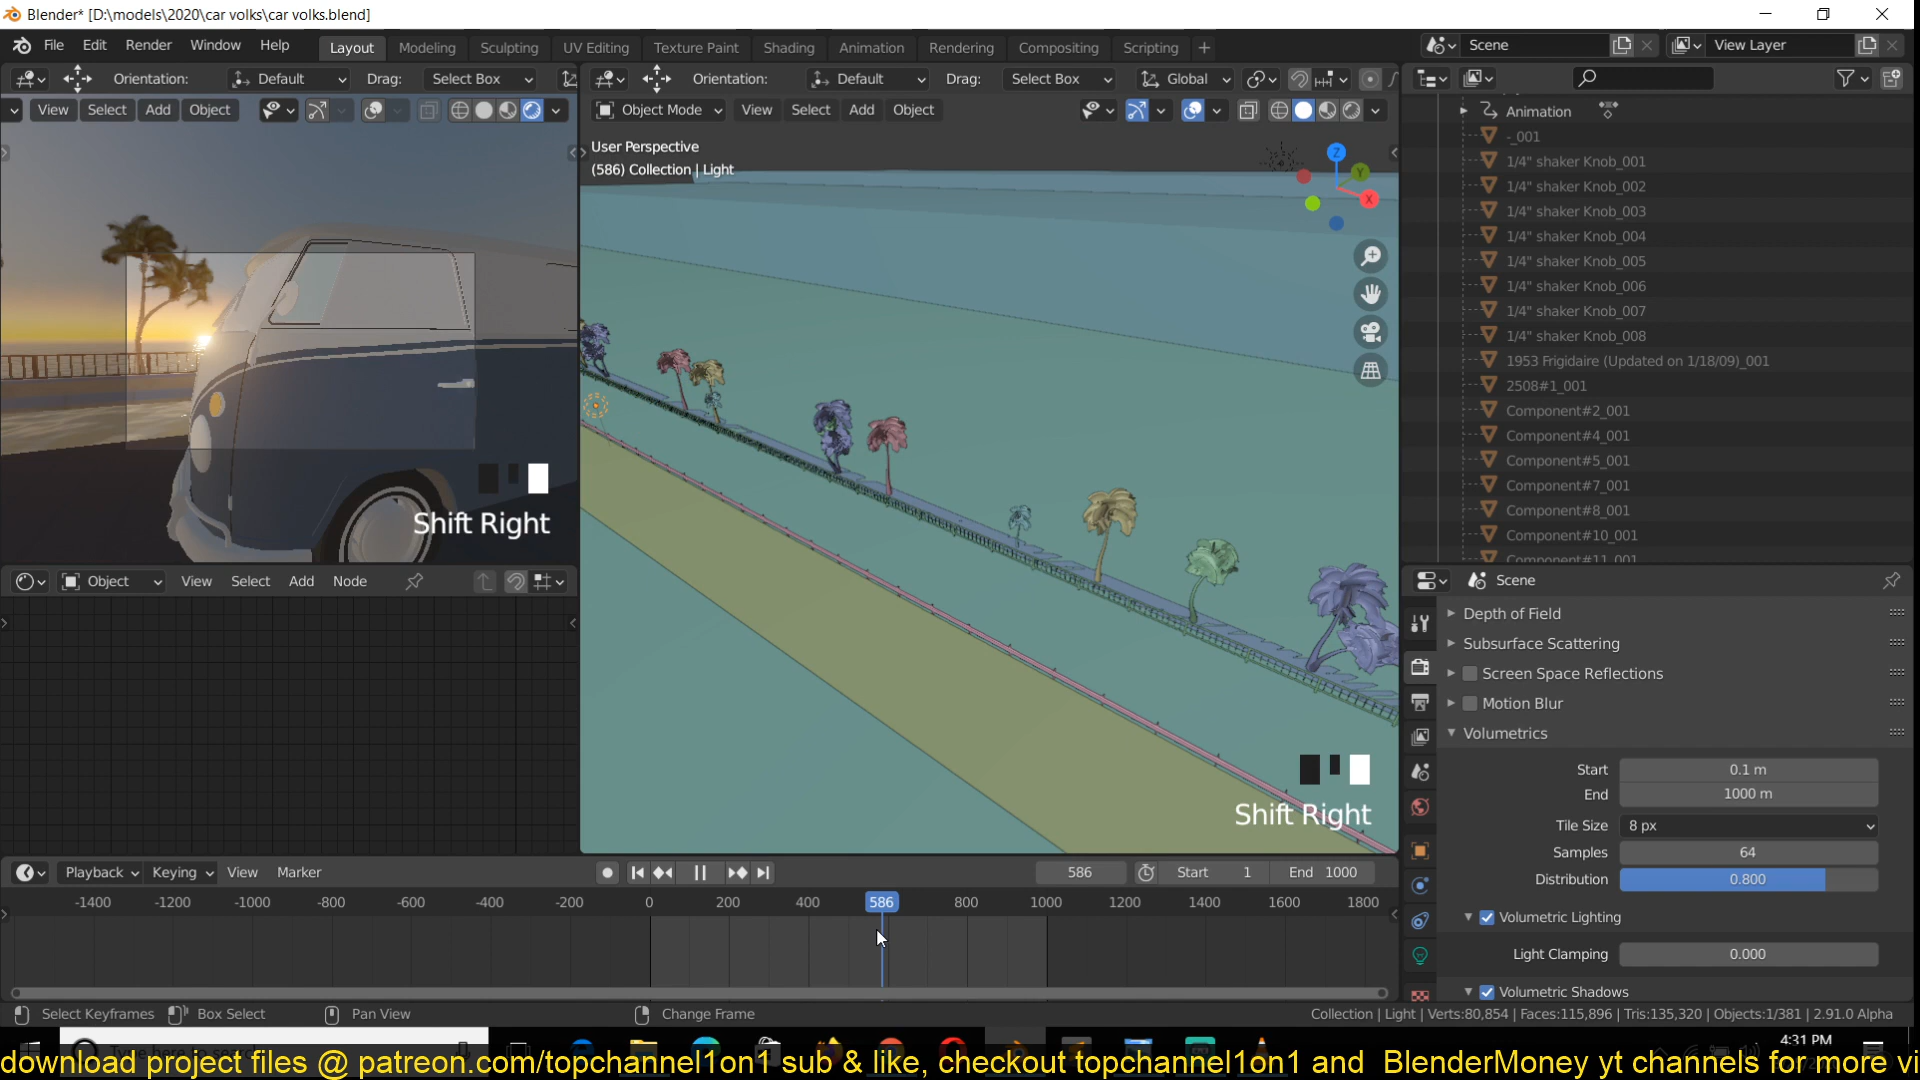 Blender* [D:\models\2020\car volks\car volks.blend]
File Edit Render Window Help Layout Modeling Sculpting UV Editing Texture Paint Shading Animation Rendering Compositing Scripting + Scene View Layer
Orientation: Default Drag: Select Box Orientation: Default Drag: Select Box Global
View Select Add Object Object Mode View Select Add Object
User Perspective
(586) Collection | Light
Z
Y
X
Animation
-_001
1/4" shaker Knob_001
1/4" shaker Knob_002
1/4" shaker Knob_003
1/4" shaker Knob_004
1/4" shaker Knob_005
1/4" shaker Knob_006
1/4" shaker Knob_007
1/4" shaker Knob_008
1953 Frigidaire (Updated on 1/18/09)_001
2508#1_001
Component#2_001
Component#4_001
Component#5_001
Component#7_001
Component#8_001
Component#10_001
Component#11_001
Shift Right
Object View Select Add Node
Scene
Depth of Field
Subsurface Scattering
Screen Space Reflections
Motion Blur
Volumetrics
Start 0.1 m
End 1000 m
Tile Size 8 px
Samples 64
Distribution 0.800
Volumetric Lighting
Light Clamping 0.000
Volumetric Shadows
Shift Right
Playback Keying View Marker 586 Start 1 End 1000
-1400 -1200 -1000 -800 -600 -400 -200 0 200 400 586 800 1000 1200 1400 1600 1800
Select Keyframes Box Select Pan View Change Frame Collection | Light | Verts:80,854 | Faces:115,896 | Tris:135,320 | Objects:1/381 | 2.91.0 Alpha
4:31 PM
download project files @ patreon.com/topchannel1on1 sub & like, checkout topchannel1on1 and BlenderMoney yt channels for more vi